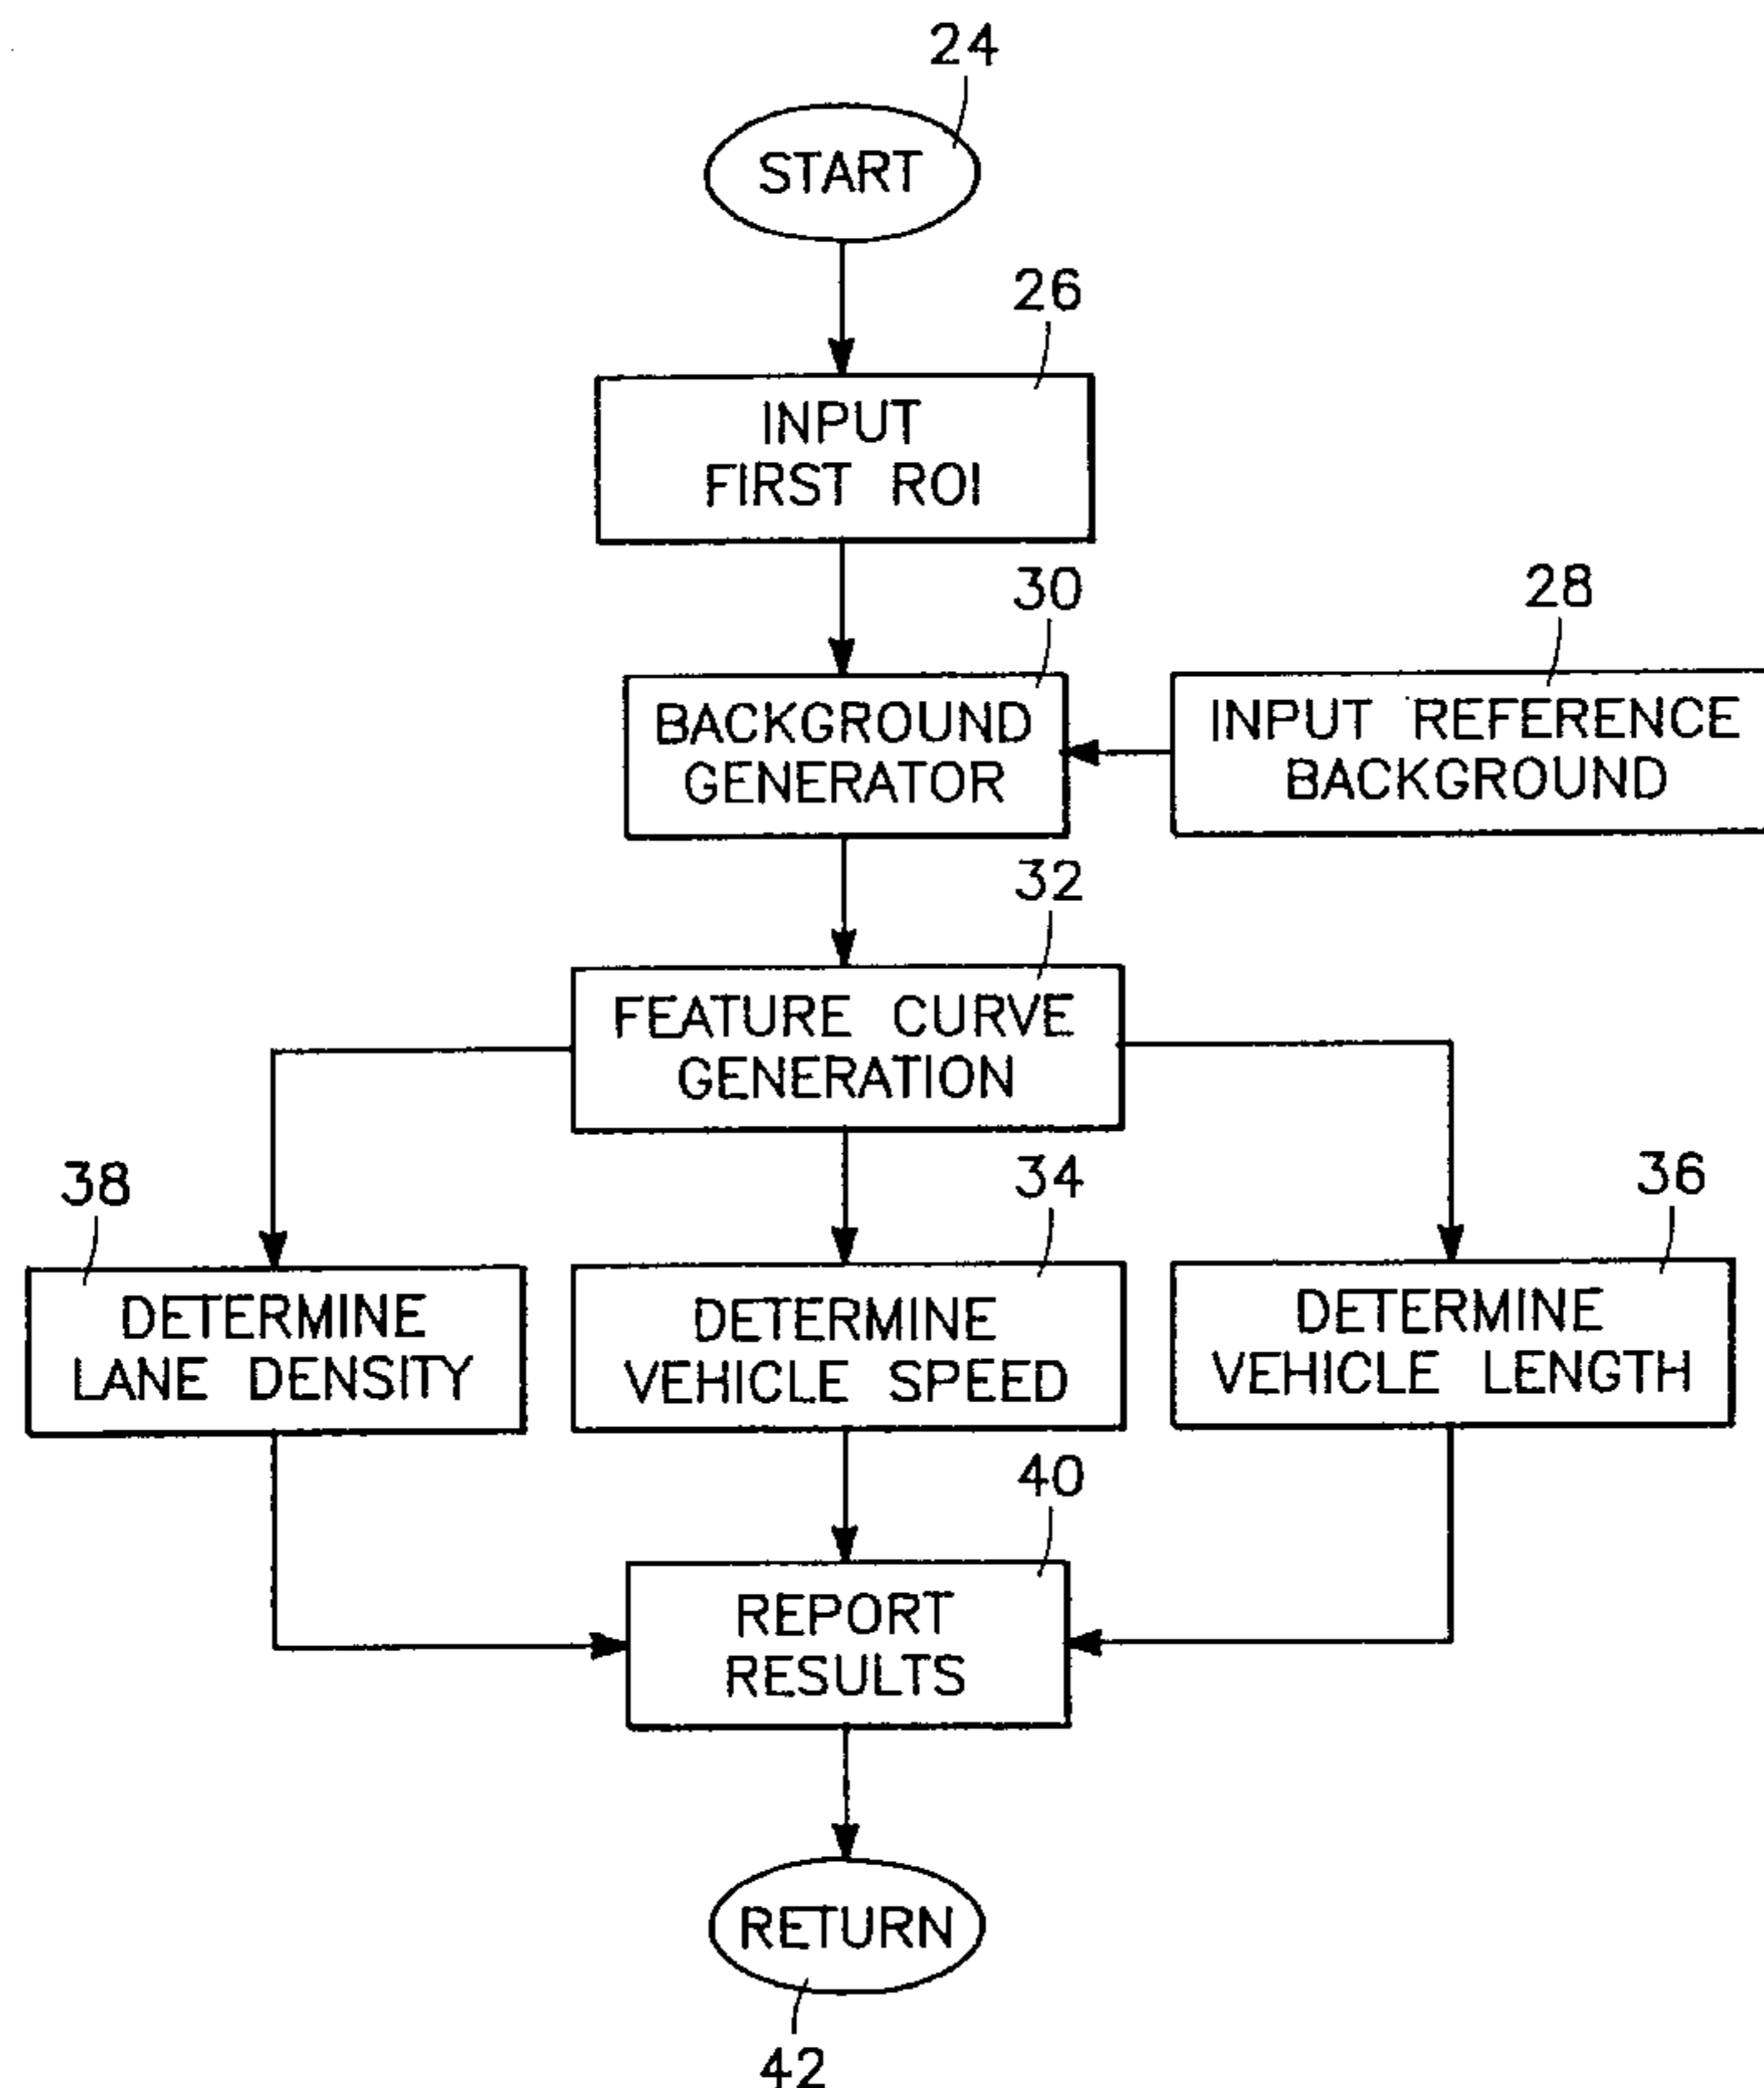 24
START
26
INPUT
FIRST ROI
30
BACKGROUND
GENERATOR
28
INPUT REFERENCE
BACKGROUND
32
FEATURE CURVE
GENERATION
38
DETERMINE
LANE DENSITY
34
DETERMINE
VEHICLE SPEED
36
DETERMINE
VEHICLE LENGTH
40
REPORT
RESULTS
RETURN
42